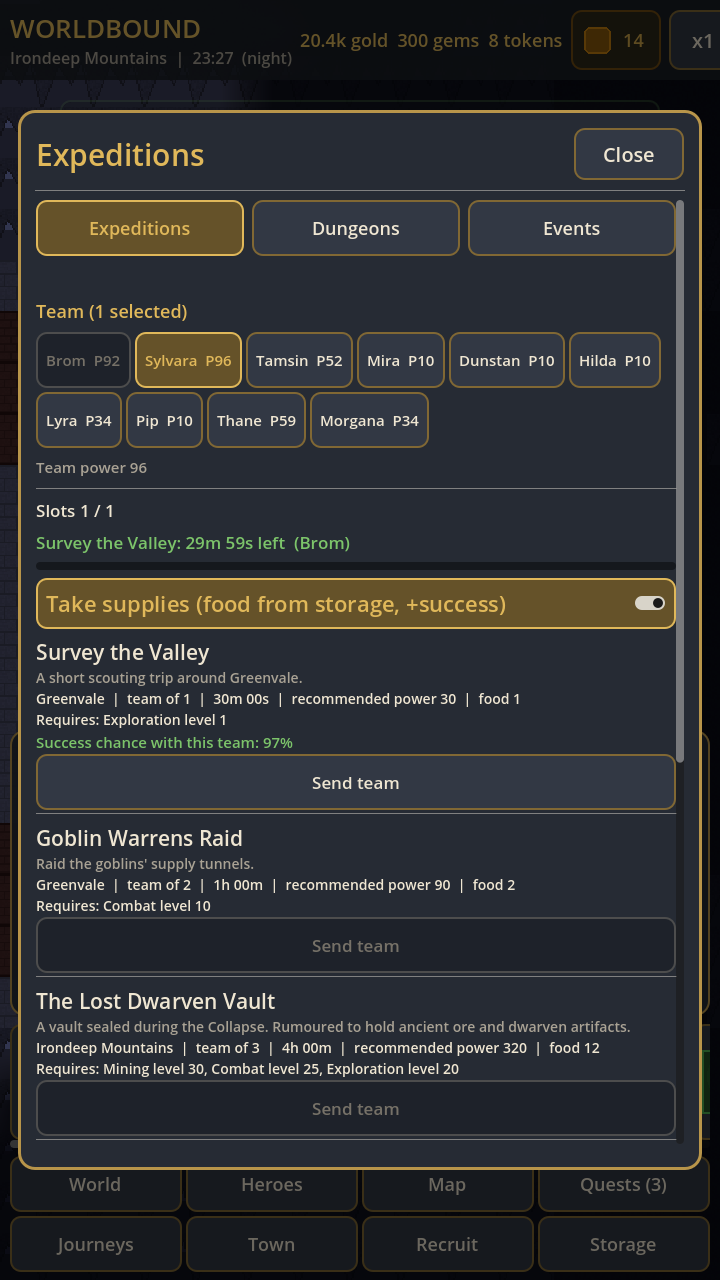 WORLDBOUND
Irondeep Mountains | 23:27 (night)
20.4k gold 300 gems 8 tokens
14
x1
Expeditions
Close
Expeditions
Dungeons
Events
Team (1 selected)
Brom P92
Sylvara P96
Tamsin P52
Mira P10
Dunstan P10
Hilda P10
Lyra P34
Pip P10
Thane P59
Morgana P34
Team power 96
Slots 1 / 1
Survey the Valley: 29m 59s left (Brom)
Take supplies (food from storage, +success)
Survey the Valley
A short scouting trip around Greenvale.
Greenvale | team of 1 | 30m 00s | recommended power 30 | food 1
Requires: Exploration level 1
Success chance with this team: 97%
Send team
Goblin Warrens Raid
Raid the goblins' supply tunnels.
Greenvale | team of 2 | 1h 00m | recommended power 90 | food 2
Requires: Combat level 10
Send team
The Lost Dwarven Vault
A vault sealed during the Collapse. Rumoured to hold ancient ore and dwarven artifacts.
Irondeep Mountains | team of 3 | 4h 00m | recommended power 320 | food 12
Requires: Mining level 30, Combat level 25, Exploration level 20
Send team
World
Heroes
Map
Quests (3)
Journeys
Town
Recruit
Storage